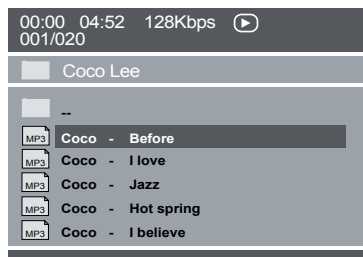 00:00 04:52 128Kbps
001/020
Coco Lee
--
MP3 Coco - Before
MP3 Coco - I love
MP3 Coco - Jazz
MP3 Coco - Hot spring
MP3 Coco - I believe